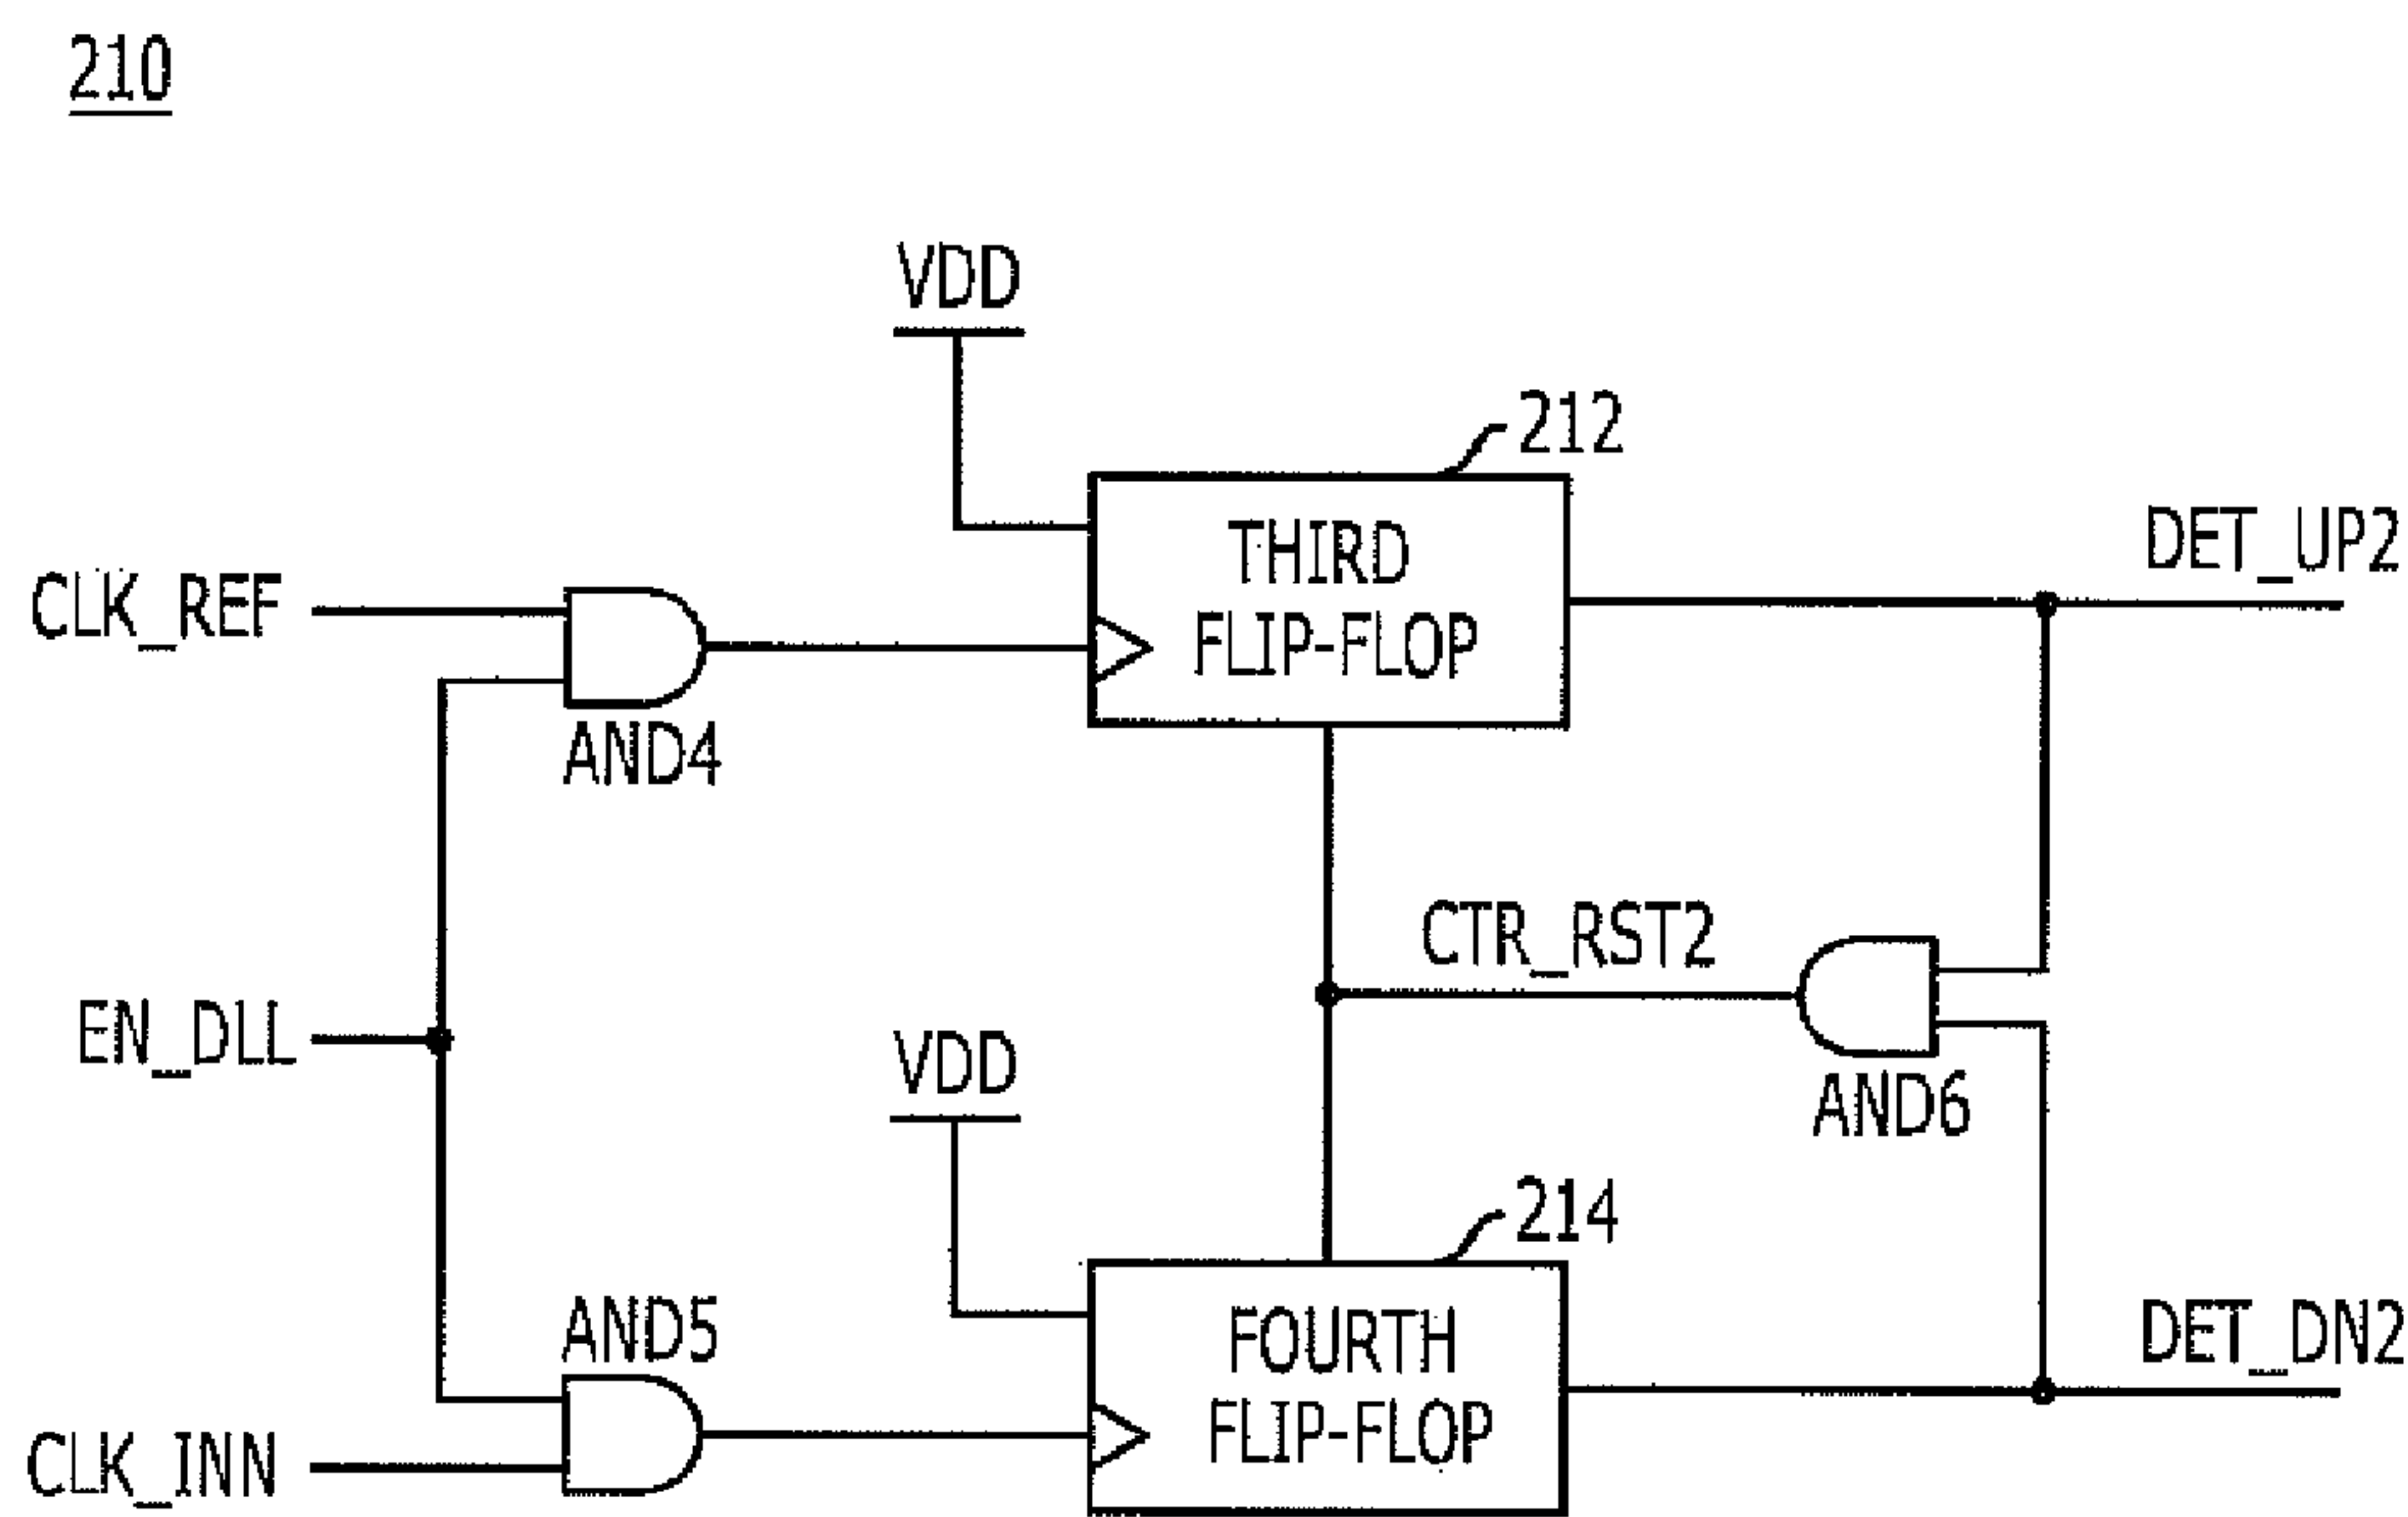 210
VDD
212
THIRD
FLIP-FLOP
DET_UP2
CLK_REF
AND4
CTR_RST2
EN_DLL
VDD
AND6
214
AND5
FOURTH
FLIP-FLOP
DET_DN2
CLK_INN